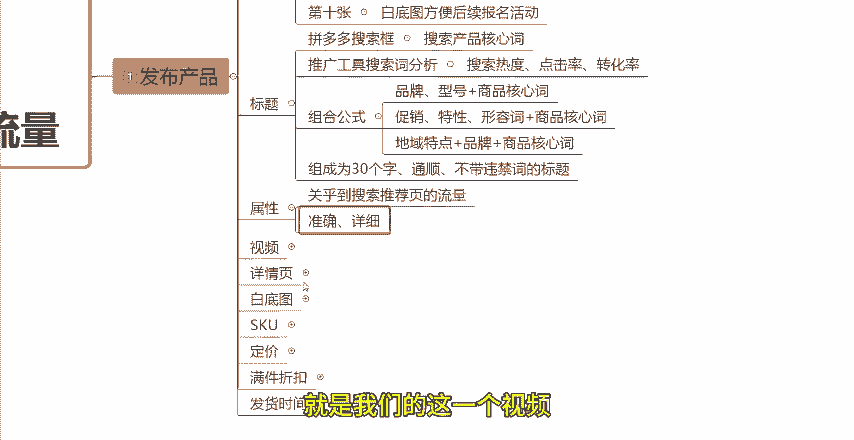 第十张 白底图方便后续报名活动
拼多多搜索框 搜索产品核心词
推广工具搜索词分析 搜索热度、点击率、转化率
发布产品
标题
品牌、型号+商品核心词
组合公式
促销、特性、形容词+商品核心词
地域特点+品牌+商品核心词
流量
组成为30个字、通顺、不带违禁词的标题
关乎到搜索推荐页的流量
属性
准确、详细
视频
详情页
白底图
SKU
定价
满件折扣
发货时间
就是我们的这一个视频